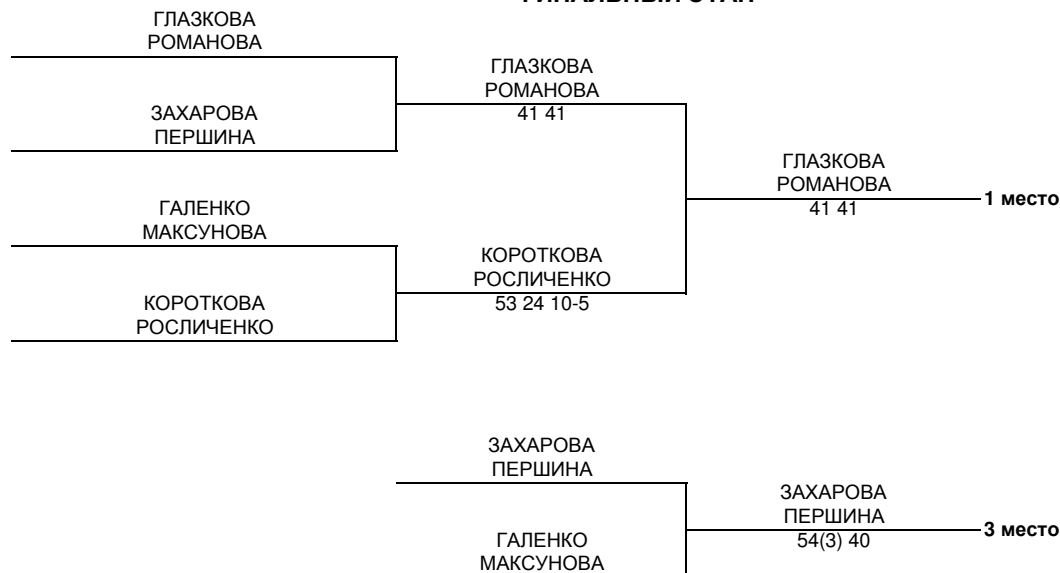 ГЛАЗКОВА
РОМАНОВА
ГЛАЗКОВА
РОМАНОВА
41 41
ЗАХАРОВА
ПЕРШИНА
ГЛАЗКОВА
РОМАНОВА
41 41
1 место
ГАЛЕНКО
МАКСУНОВА
КОРОТКОВА
РОСЛИЧЕНКО
53 24 10-5
КОРОТКОВА
РОСЛИЧЕНКО
ЗАХАРОВА
ПЕРШИНА
ЗАХАРОВА
ПЕРШИНА
54(3) 40
3 место
ГАЛЕНКО
МАКСУНОВА